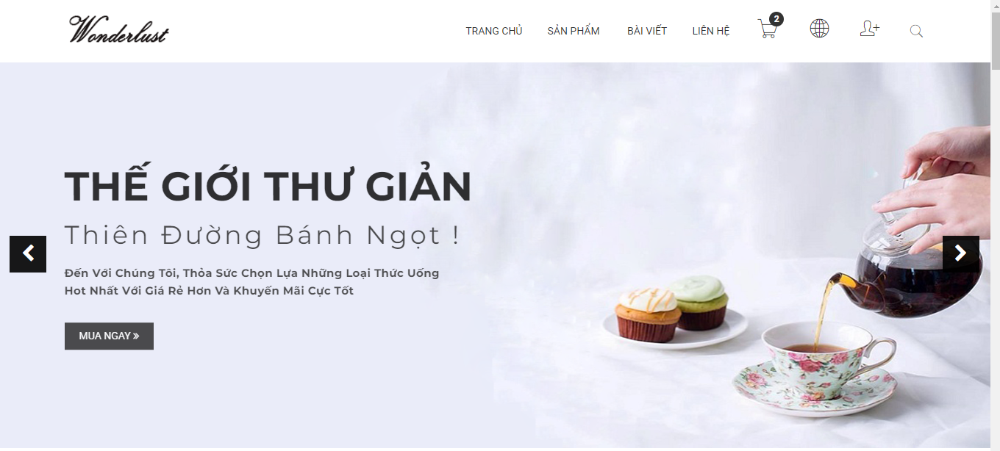 Wonderlust
TRANG CHỦ SẢN PHẨM BÀI VIẾT LIÊN HỆ 2
THẾ GIỚI THƯ GIẢN
Thiên Đường Bánh Ngọt !
Đến Với Chúng Tôi, Thỏa Sức Chọn Lựa Những Loại Thức Uống
Hot Nhất Với Giá Rẻ Hơn Và Khuyến Mãi Cực Tốt
MUA NGAY »